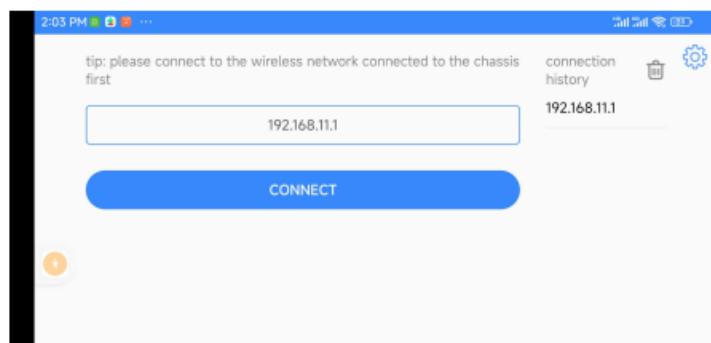 2:03 PM
tip: please connect to the wireless network connected to the chassis
first
192.168.11.1
CONNECT
connection
history
192.168.11.1